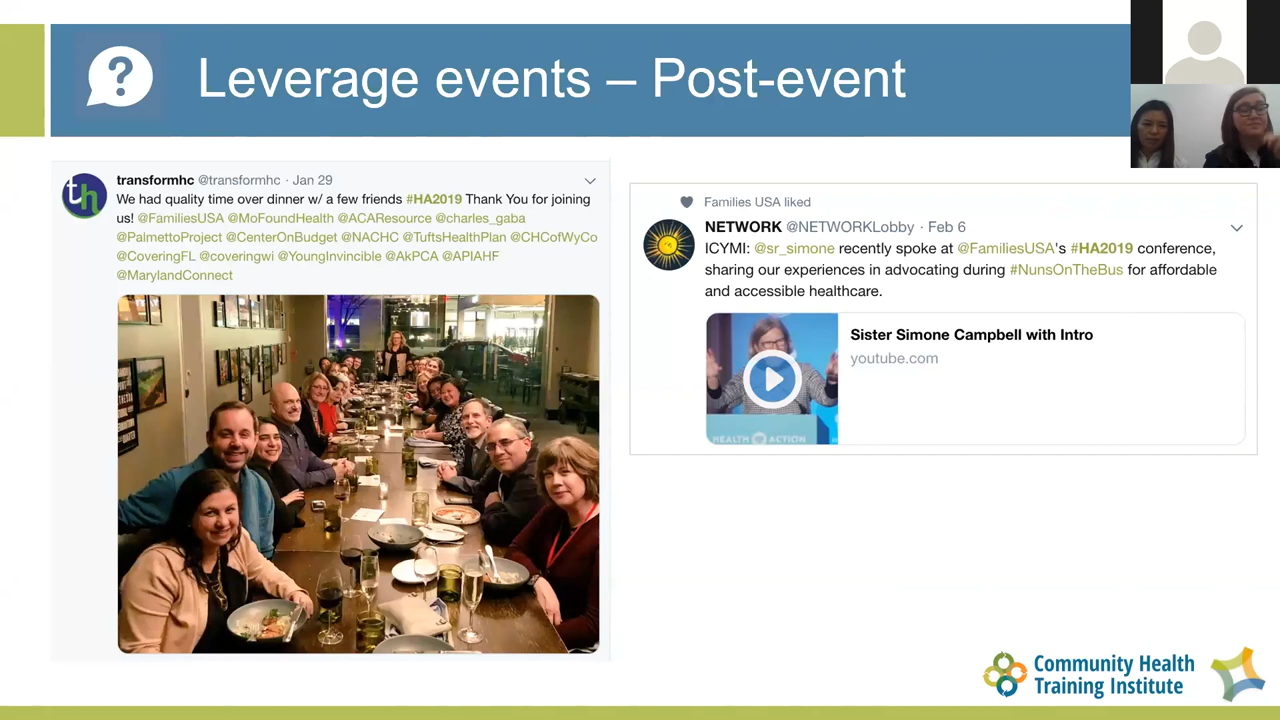 Leverage events – Post-event
transformhc @transformhc · Jan 29
We had quality time over dinner w/ a few friends #HA2019 Thank You for joining
us! @FamiliesUSA @MoFoundHealth @ACAResource @charles_gaba
@PalmettoProject @CenterOnBudget @NACHC @TuftsHealthPlan @CHCofWyCo
@CoveringFL @coveringwi @YoungInvincible @AkPCA @APIAHF
@MarylandConnect
Families USA liked
NETWORK @NETWORKLobby · Feb 6
ICYMI: @sr_simone recently spoke at @FamiliesUSA's #HA2019 conference,
sharing our experiences in advocating during #NunsOnTheBus for affordable
and accessible healthcare.
Sister Simone Campbell with Intro
youtube.com
HEALTH ACTION
th
Community Health
Training Institute